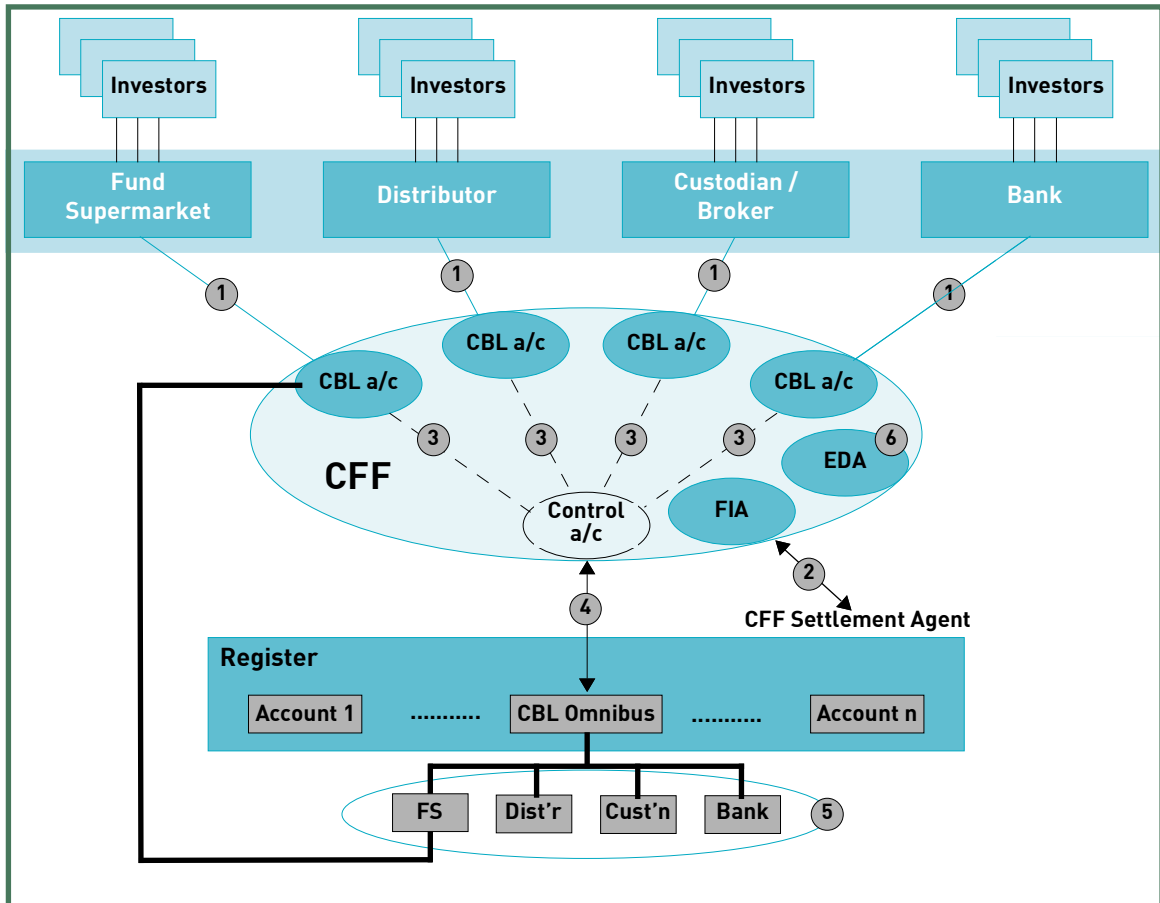 Investors
Investors
Investors
Investors
Fund
Supermarket
Distributor
Custodian /
Broker
Bank
1
1
1
1
CBL a/c
CBL a/c
CBL a/c
CBL a/c
3
3
3
3
6
EDA
CFF
FIA
Control
a/c
2
4
CFF Settlement Agent
Register
Account 1
...........
CBL Omnibus
...........
Account n
FS
Dist’r
Cust’n
Bank
5